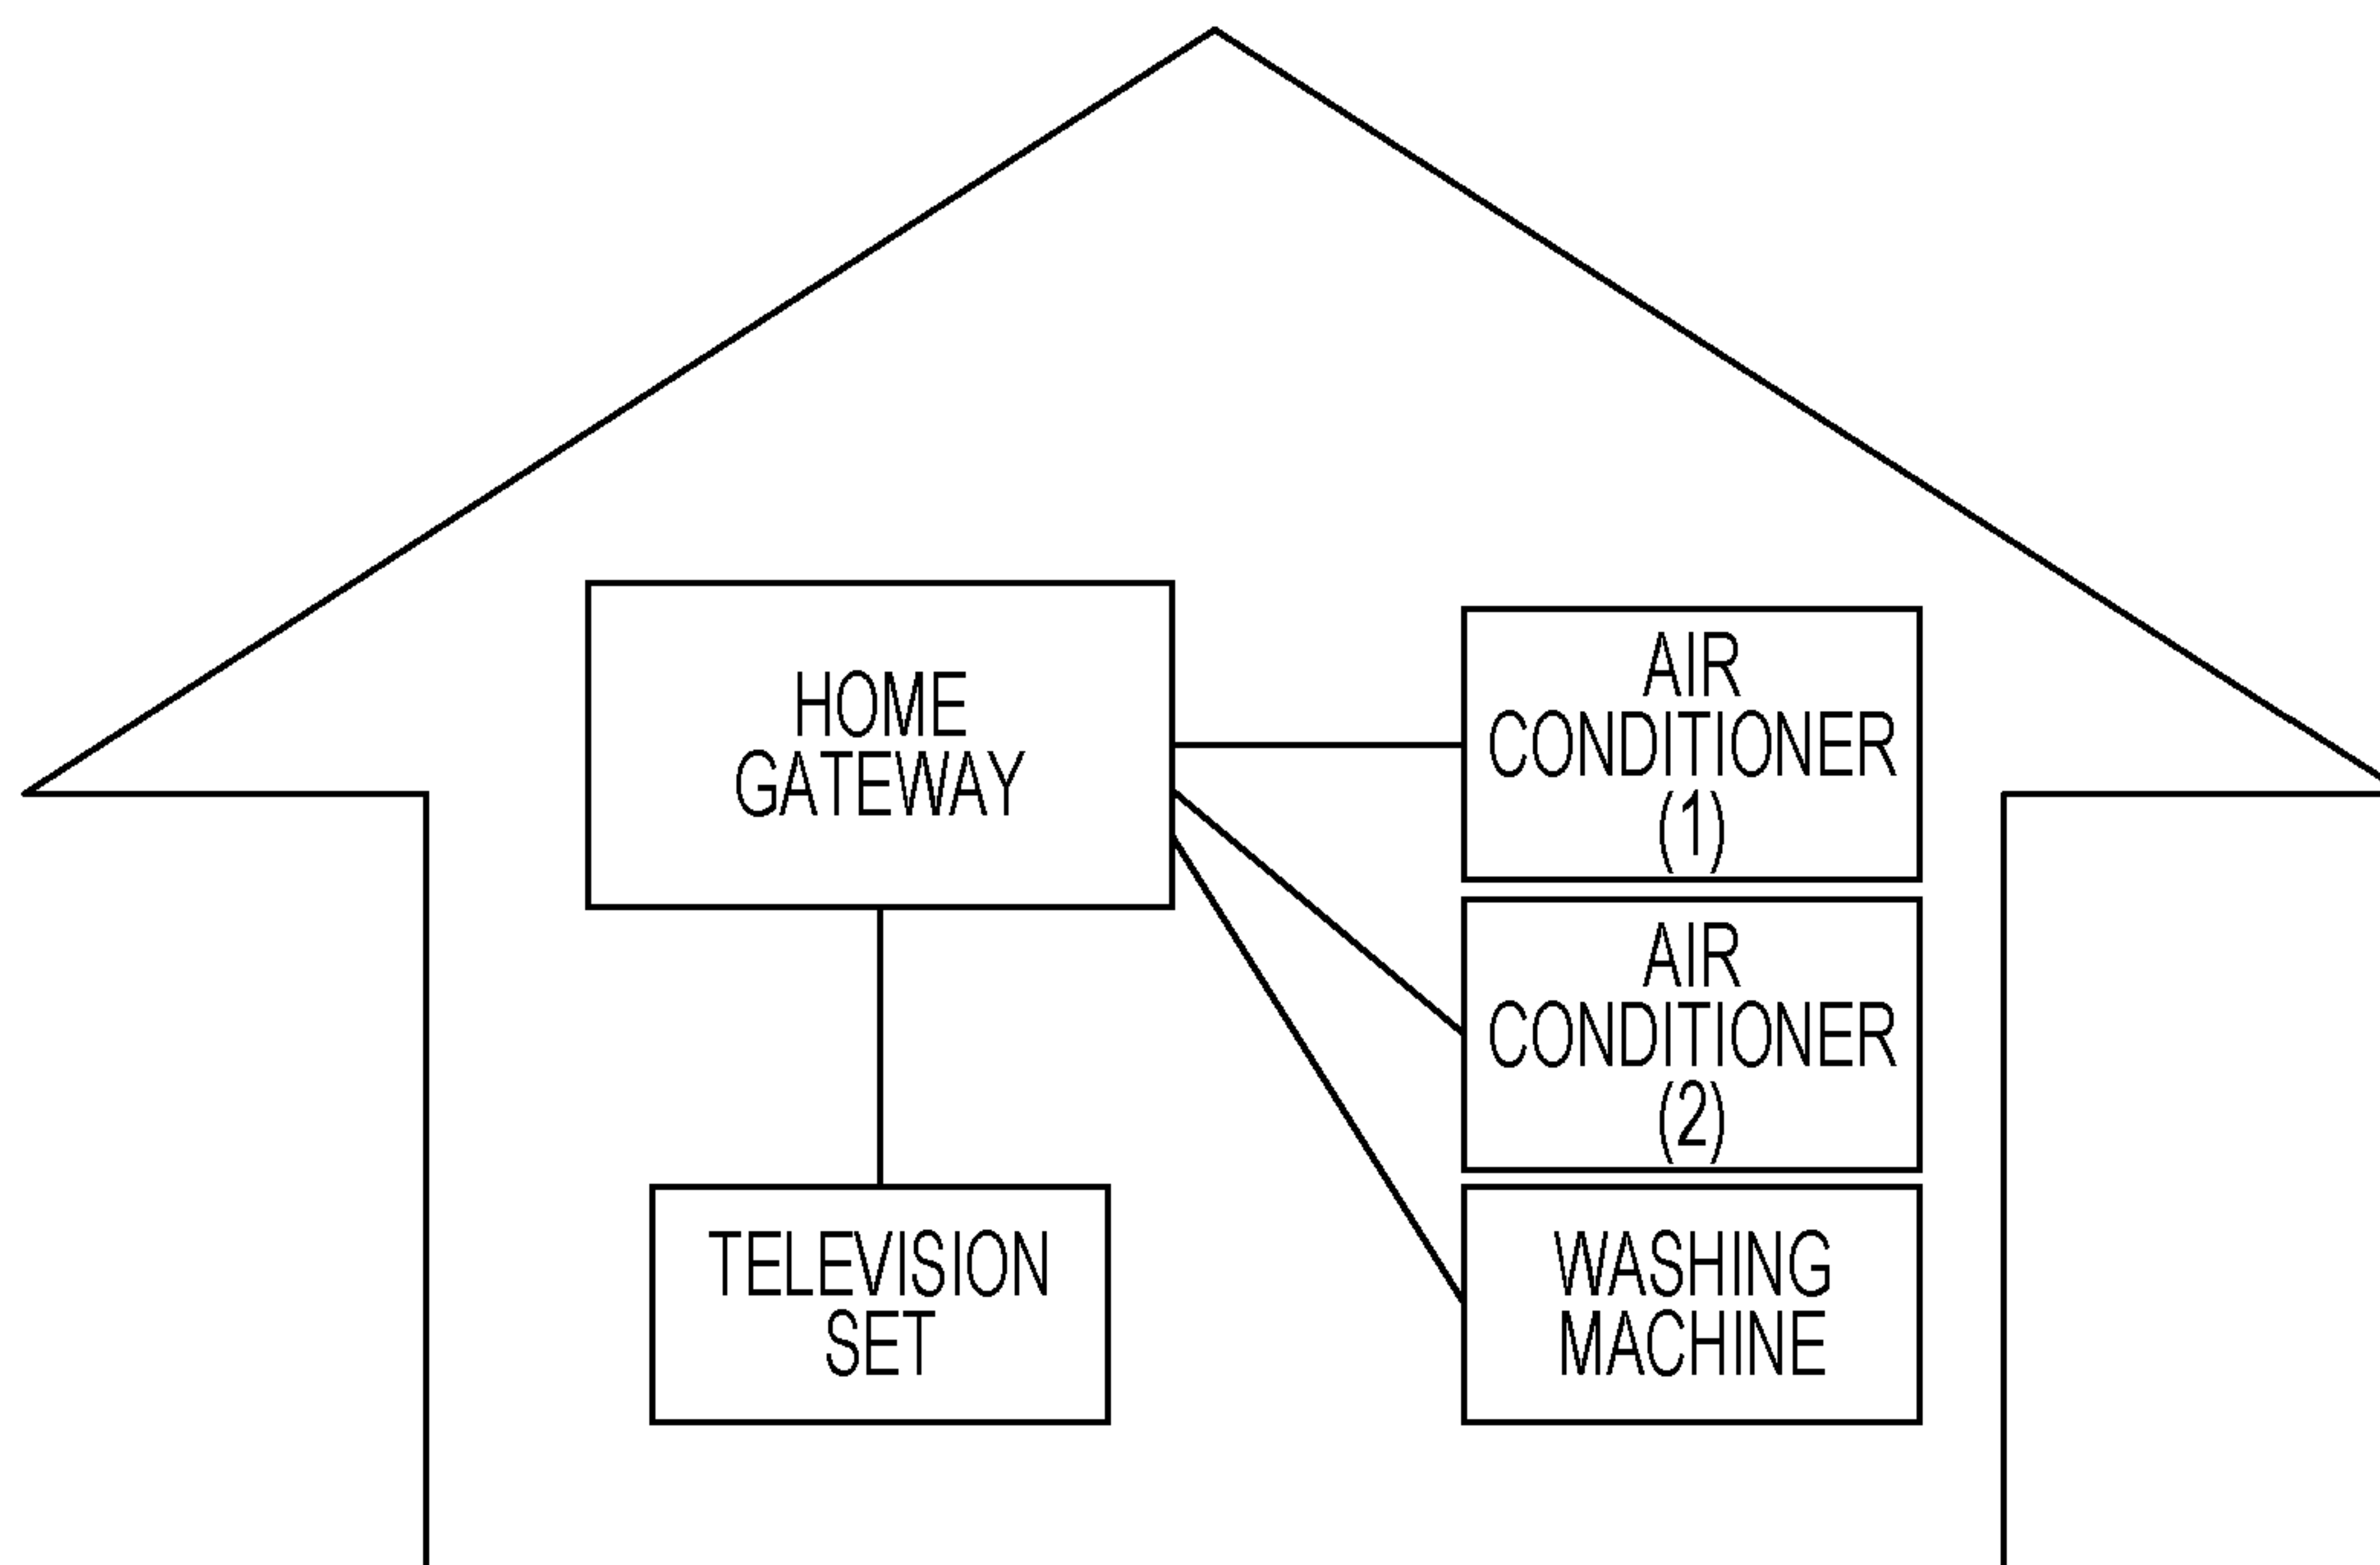 HOME
GATEWAY
AIR
CONDITIONER
(1)
AIR
CONDITIONER
(2)
TELEVISION
SET
WASHING
MACHINE